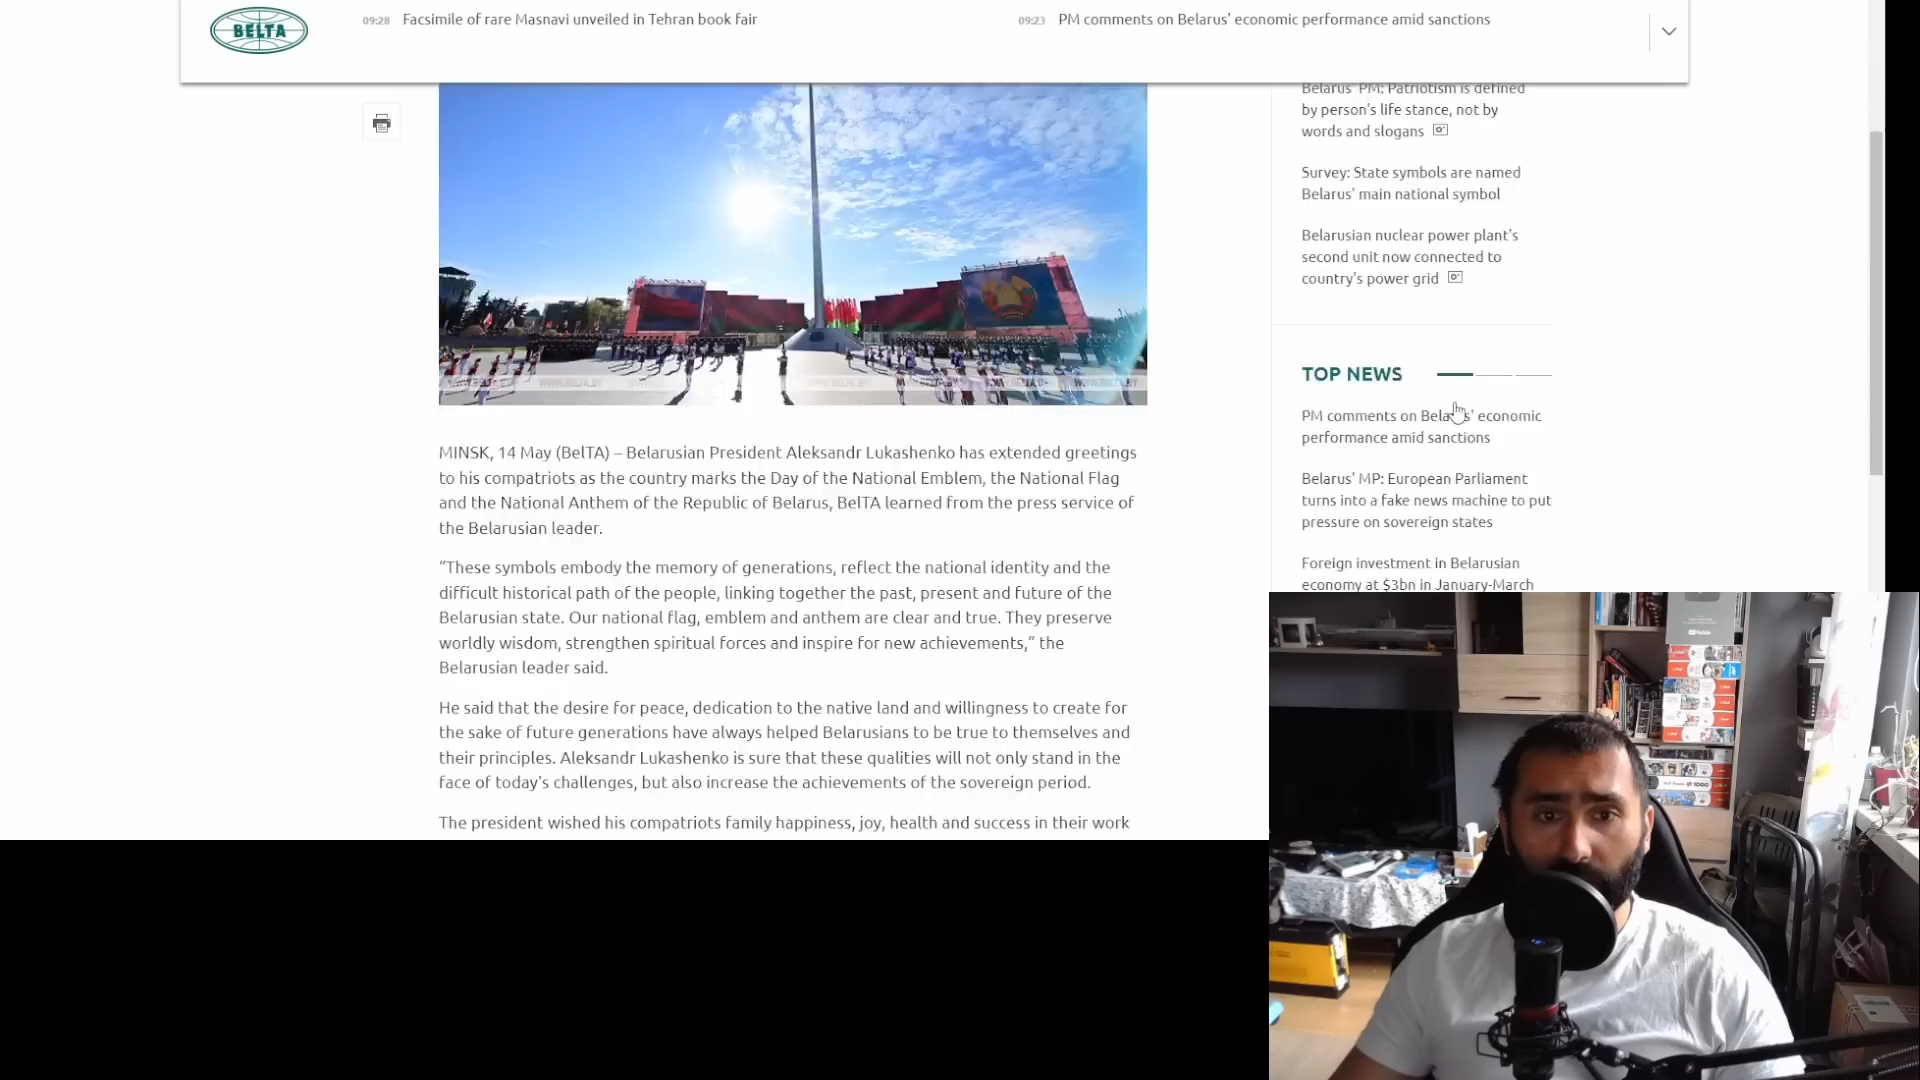 BELTA
09:28 Facsimile of rare Masnavi unveiled in Tehran book fair
09:23 PM comments on Belarus' economic performance amid sanctions
Belarus' PM: Patriotism is defined
by person's life stance, not by
words and slogans
Survey: State symbols are named
Belarus' main national symbol
Belarusian nuclear power plant's
second unit now connected to
country's power grid
TOP NEWS
PM comments on Belarus' economic
performance amid sanctions
Belarus' MP: European Parliament
turns into a fake news machine to put
pressure on sovereign states
Foreign investment in Belarusian
economy at $3bn in January-March
WWW.BELTA.BY
MINSK, 14 May (BelTA) – Belarusian President Aleksandr Lukashenko has extended greetings
to his compatriots as the country marks the Day of the National Emblem, the National Flag
and the National Anthem of the Republic of Belarus, BelTA learned from the press service of
the Belarusian leader.
“These symbols embody the memory of generations, reflect the national identity and the
difficult historical path of the people, linking together the past, present and future of the
Belarusian state. Our national flag, emblem and anthem are clear and true. They preserve
worldly wisdom, strengthen spiritual forces and inspire for new achievements,” the
Belarusian leader said.
He said that the desire for peace, dedication to the native land and willingness to create for
the sake of future generations have always helped Belarusians to be true to themselves and
their principles. Aleksandr Lukashenko is sure that these qualities will not only stand in the
face of today's challenges, but also increase the achievements of the sovereign period.
The president wished his compatriots family happiness, joy, health and success in their work